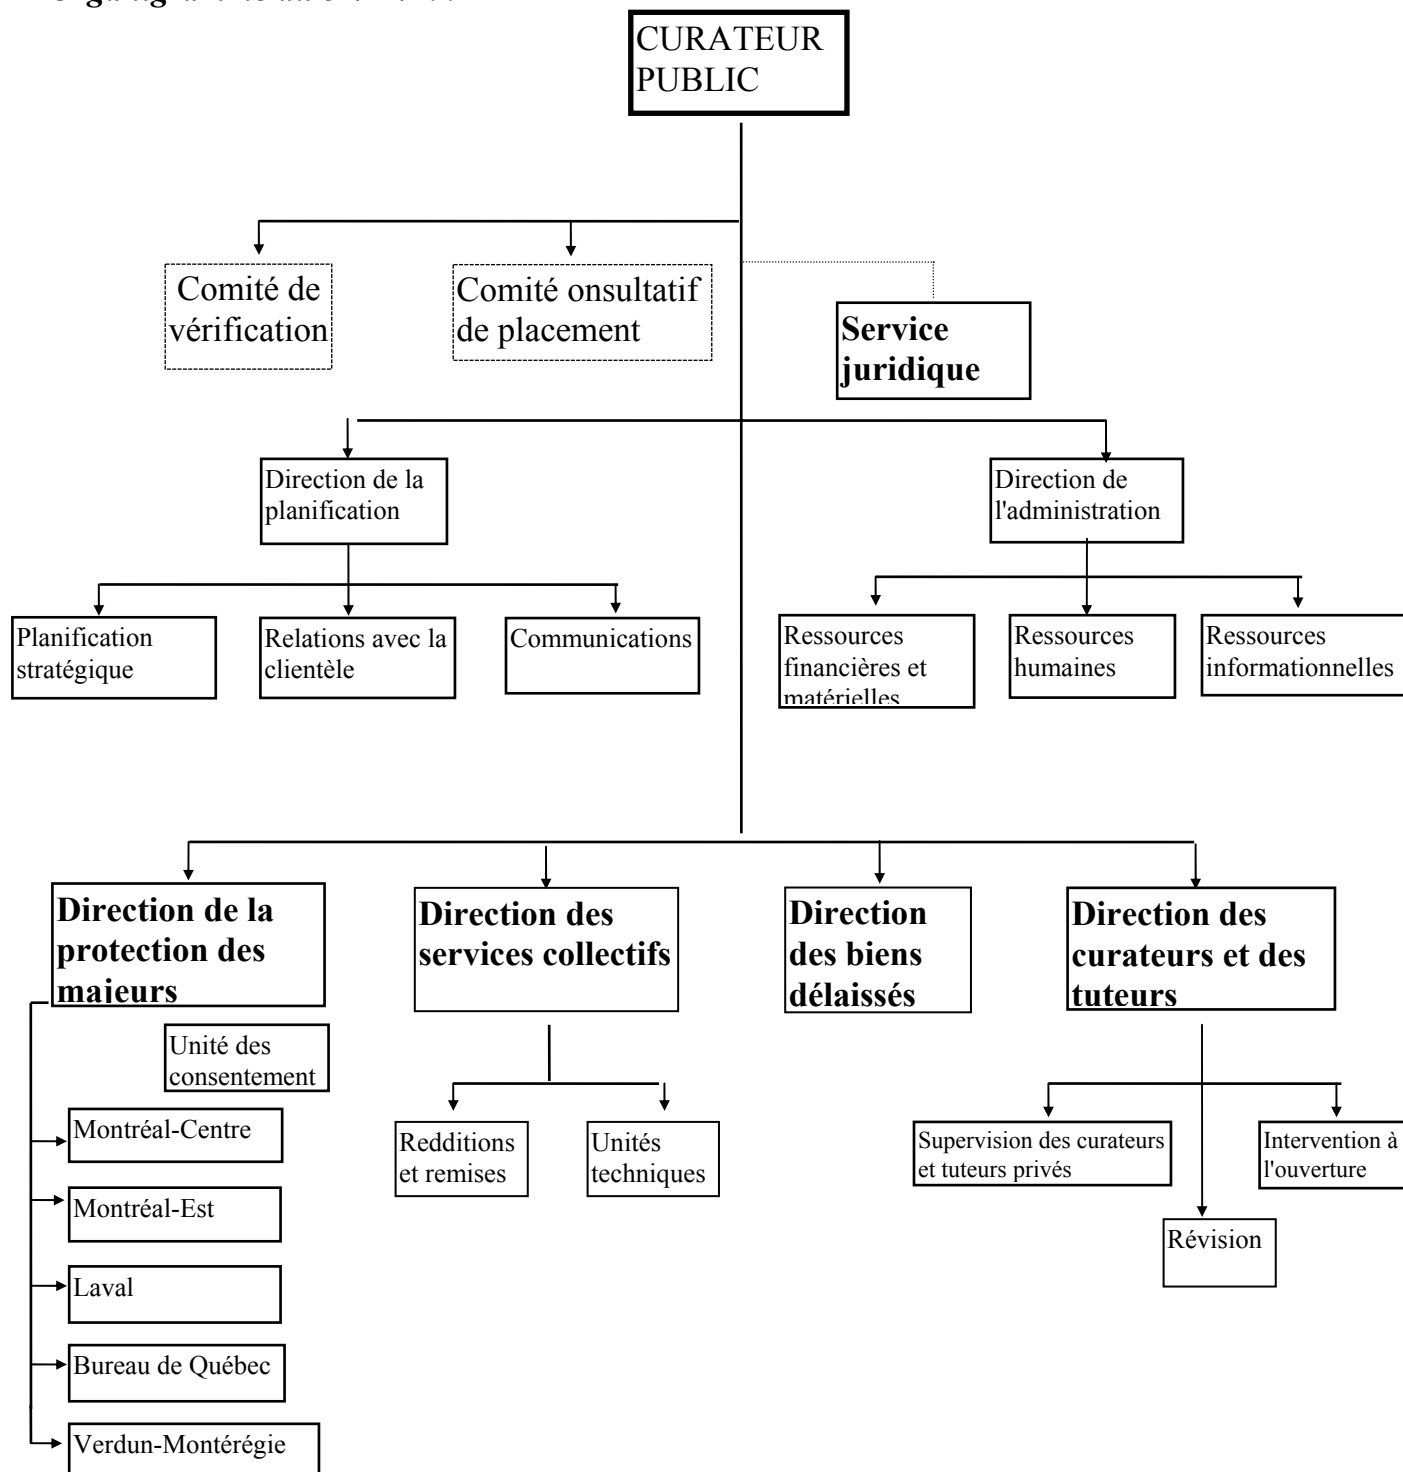 CURATEUR
PUBLIC
Comité de
vérification
Comité onsultatif
de placement
Service
juridique
Direction de la
planification
Direction de
l'administration
Planification
stratégique
Relations avec la
clientèle
Communications
Ressources
financières et
matérielles
Ressources
humaines
Ressources
informationnelles
Direction de la
protection des
majeurs
Direction des
services collectifs
Direction
des biens
délaissés
Direction des
curateurs et des
tuteurs
Unité des
consentement
Montréal-Centre
Montréal-Est
Laval
Bureau de Québec
Verdun-Montérégie
Redditions
et remises
Unités
techniques
Supervision des curateurs
et tuteurs privés
Intervention à
l'ouverture
Révision